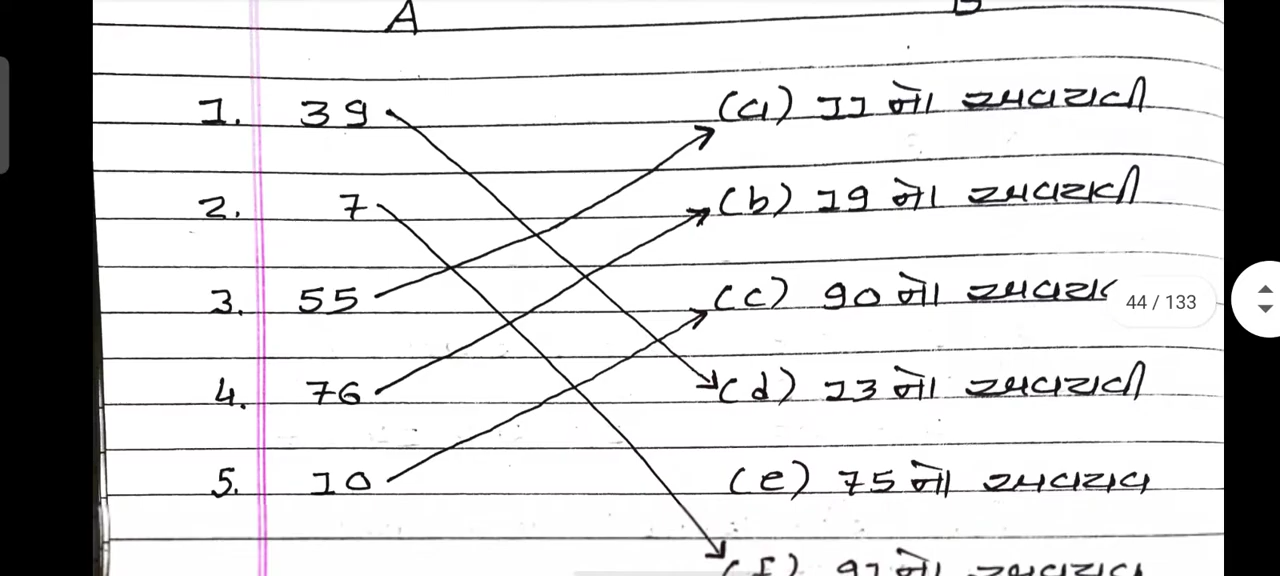 A B
1. 39 (a) 11 નો અવયવી
2. 7 (b) 19 નો અવયવી
3. 55 (c) 90 નો 44 / 133
4. 76 (d) 13 નો અવયવી
5. 10 (e) 75 નો અવયવ
(f) 91 નો